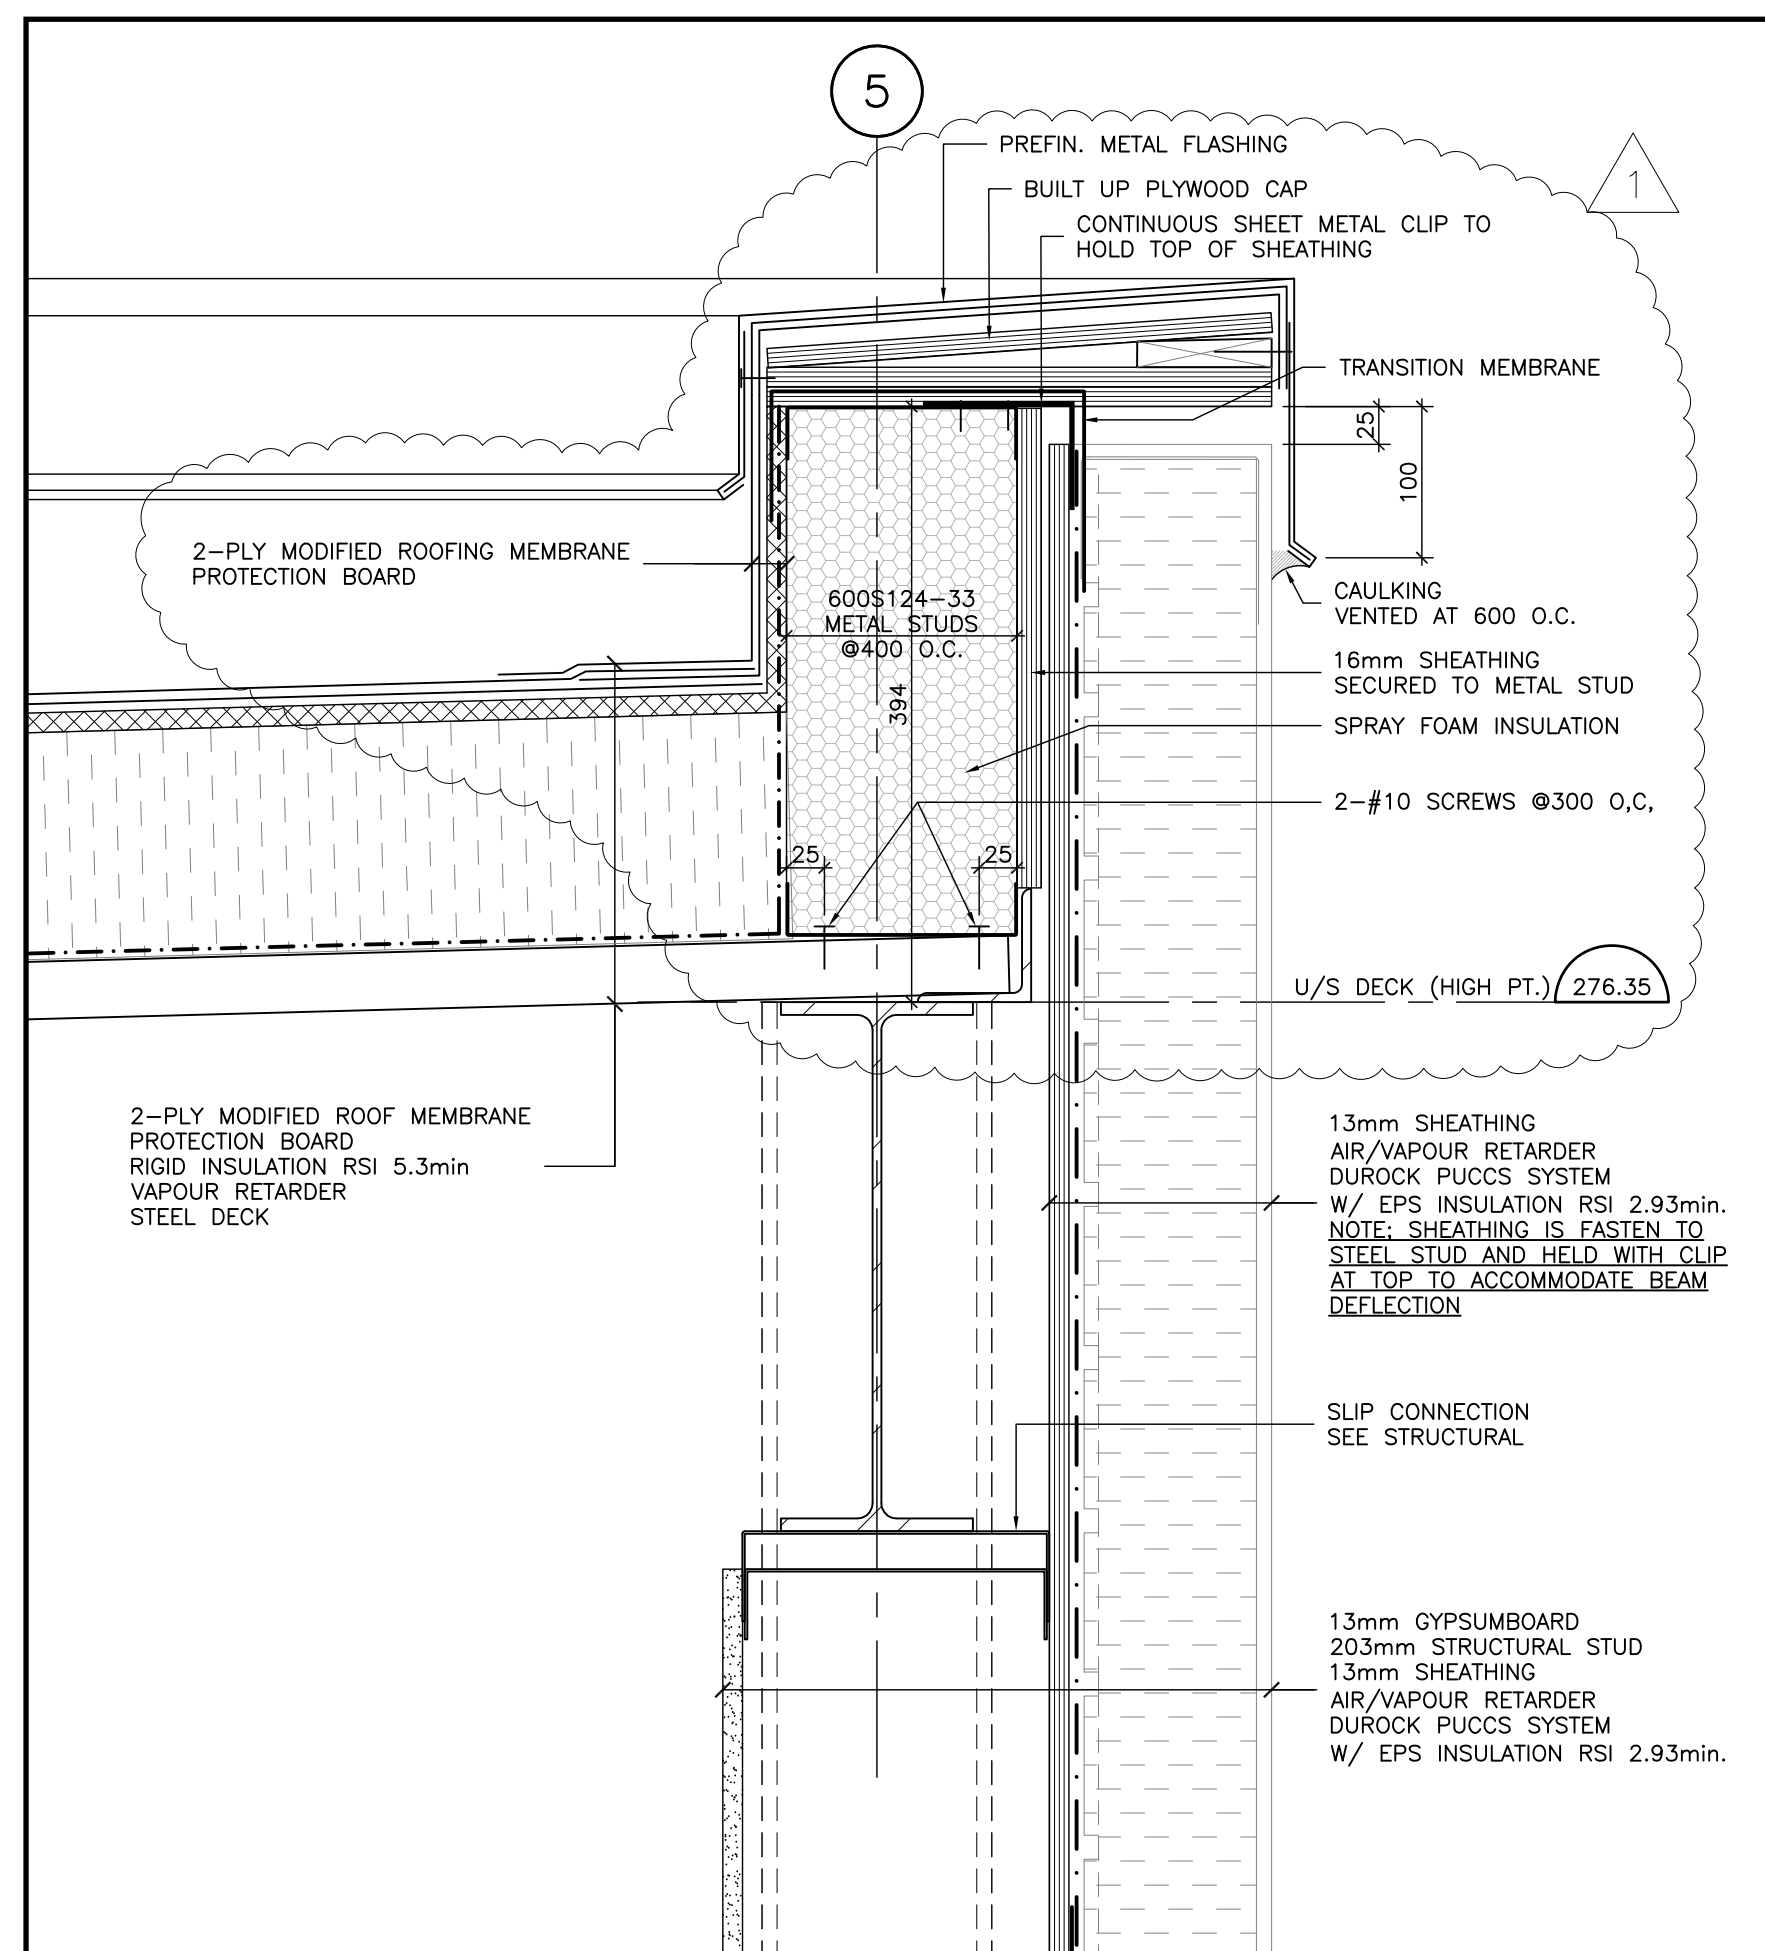 5
1
PREFIN. METAL FLASHING
BUILT UP PLYWOOD CAP
CONTINUOUS SHEET METAL CLIP TO
HOLD TOP OF SHEATHING
TRANSITION MEMBRANE
25
100
2-PLY MODIFIED ROOFING MEMBRANE
PROTECTION BOARD
600S124-33
METAL STUDS
@400 O.C.
394
CAULKING
VENTED AT 600 O.C.
16mm SHEATHING
SECURED TO METAL STUD
SPRAY FOAM INSULATION
2-#10 SCREWS @300 O,C,
25
25
U/S DECK (HIGH PT.)
276.35
2-PLY MODIFIED ROOF MEMBRANE
PROTECTION BOARD
RIGID INSULATION RSI 5.3min
VAPOUR RETARDER
STEEL DECK
13mm SHEATHING
AIR/VAPOUR RETARDER
DUROCK PUCCS SYSTEM
W/ EPS INSULATION RSI 2.93min.
NOTE; SHEATHING IS FASTEN TO
STEEL STUD AND HELD WITH CLIP
AT TOP TO ACCOMMODATE BEAM
DEFLECTION
SLIP CONNECTION
SEE STRUCTURAL
13mm GYPSUMBOARD
203mm STRUCTURAL STUD
13mm SHEATHING
AIR/VAPOUR RETARDER
DUROCK PUCCS SYSTEM
W/ EPS INSULATION RSI 2.93min.